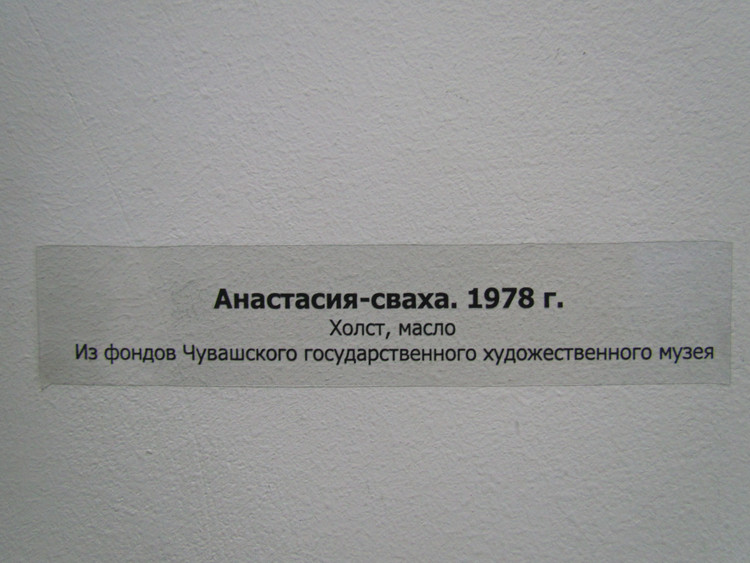 Анастасия-сваха. 1978 г.
Холст, масло
Из фондов Чувашского государственного художественного музея